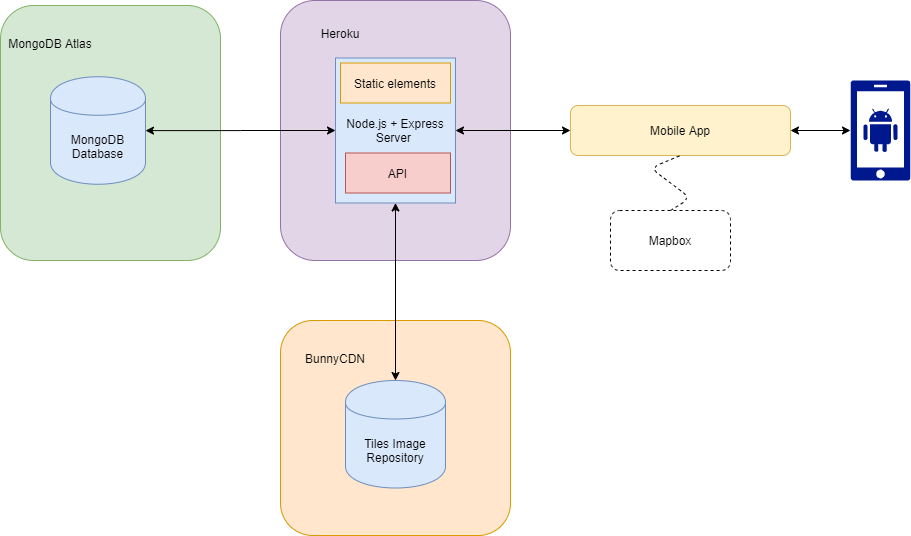 MongoDB Atlas
MongoDB
Database
Heroku
Static elements
Node.js + Express
Server
API
Mobile App
Mapbox
BunnyCDN
Tiles Image
Repository